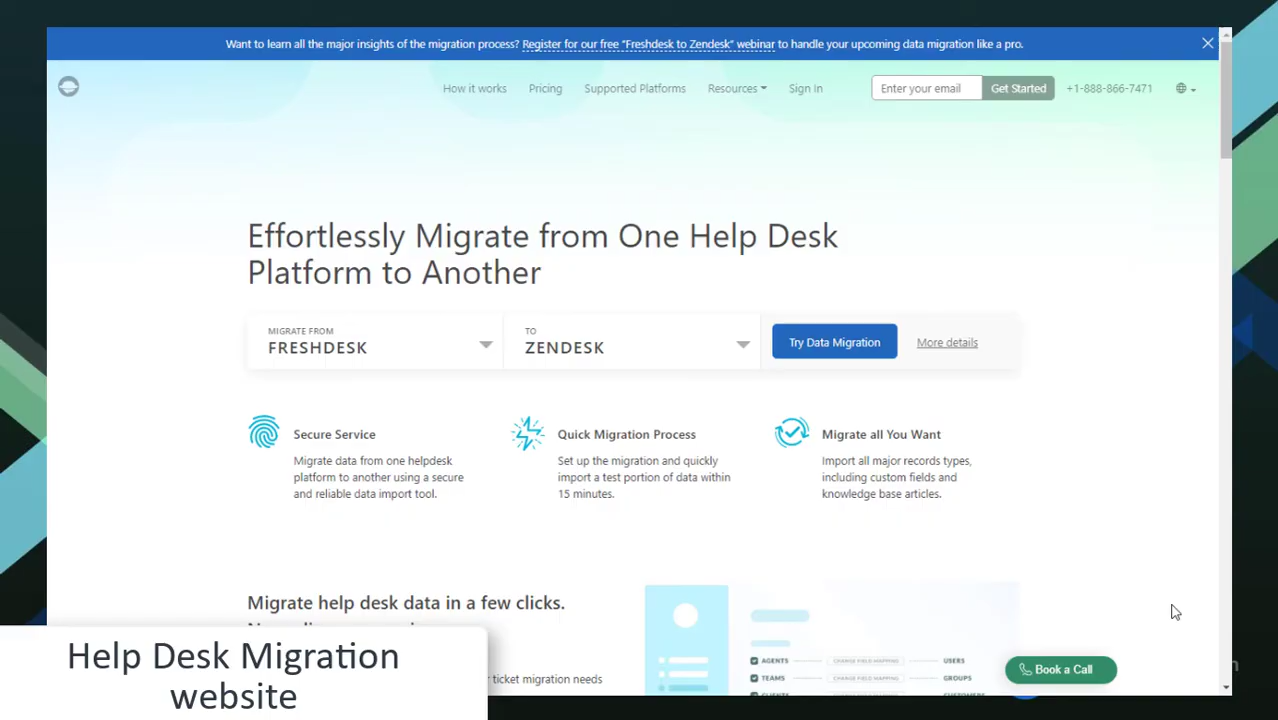 Want to learn all the major insights of the migration process? Register for our free "Freshdesk to Zendesk" webinar to handle your upcoming data migration like a pro.
How it works Pricing Supported Platforms Resources Sign In Enter your email Get Started +1-888-866-7471
Effortlessly Migrate from One Help Desk
Platform to Another
MIGRATE FROM
FRESHDESK
TO
ZENDESK
Try Data Migration
More details
Secure Service
Migrate data from one helpdesk
platform to another using a secure
and reliable data import tool.
Quick Migration Process
Set up the migration and quickly
import a test portion of data within
15 minutes.
Migrate all You Want
Import all major records types,
including custom fields and
knowledge base articles.
Migrate help desk data in a few clicks.
ticket migration needs
AGENTS CHANGE FIELD MAPPING USERS
TEAMS CHANGE FIELD MAPPING GROUPS
Book a Call
Help Desk Migration
website